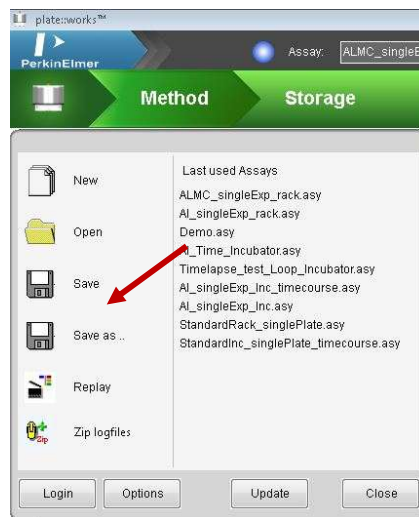 plate::works™
PerkinElmer
Assay: ALMC_singleE
Method Storage
Last used Assays
New
ALMC_singleExp_rack.asy
AI_singleExp_rack.asy
Open
Demo.asy
AI_Time_Incubator.asy
Timelapse_test_Loop_Incubator.asy
Save
AI_singleExp_Inc_timecourse.asy
AI_singleExp_Inc.asy
StandardRack_singlePlate.asy
Save as ..
StandardInc_singlePlate_timecourse.asy
Replay
Zip
Zip logfiles
Login Options Update Close